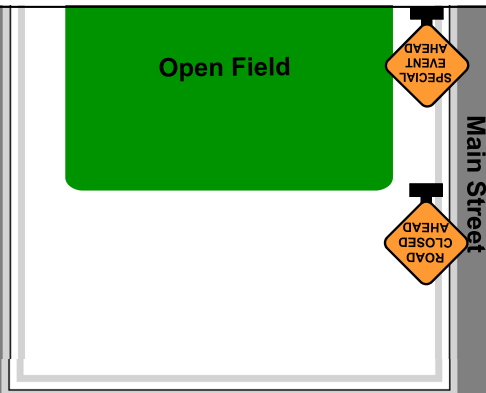 Open Field
SPECIAL
EVENT
AHEAD
Main Street
ROAD
CLOSED
AHEAD